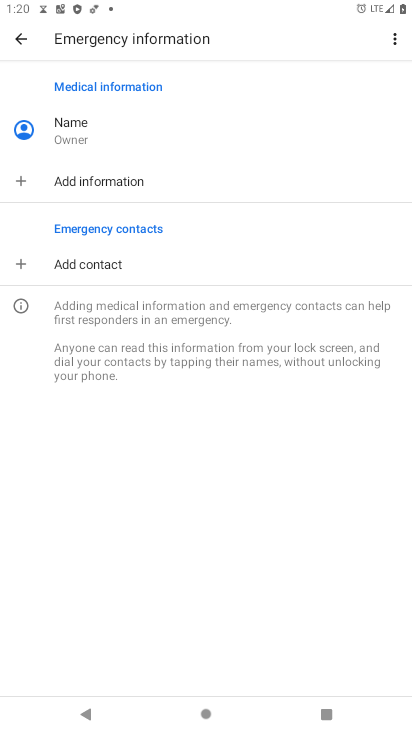 1:20
LTE
Emergency information
Medical information
Name
Owner
Add information
Emergency contacts
Add contact
Adding medical information and emergency contacts can help
first responders in an emergency.
Anyone can read this information from your lock screen, and
dial your contacts by tapping their names, without unlocking
your phone.